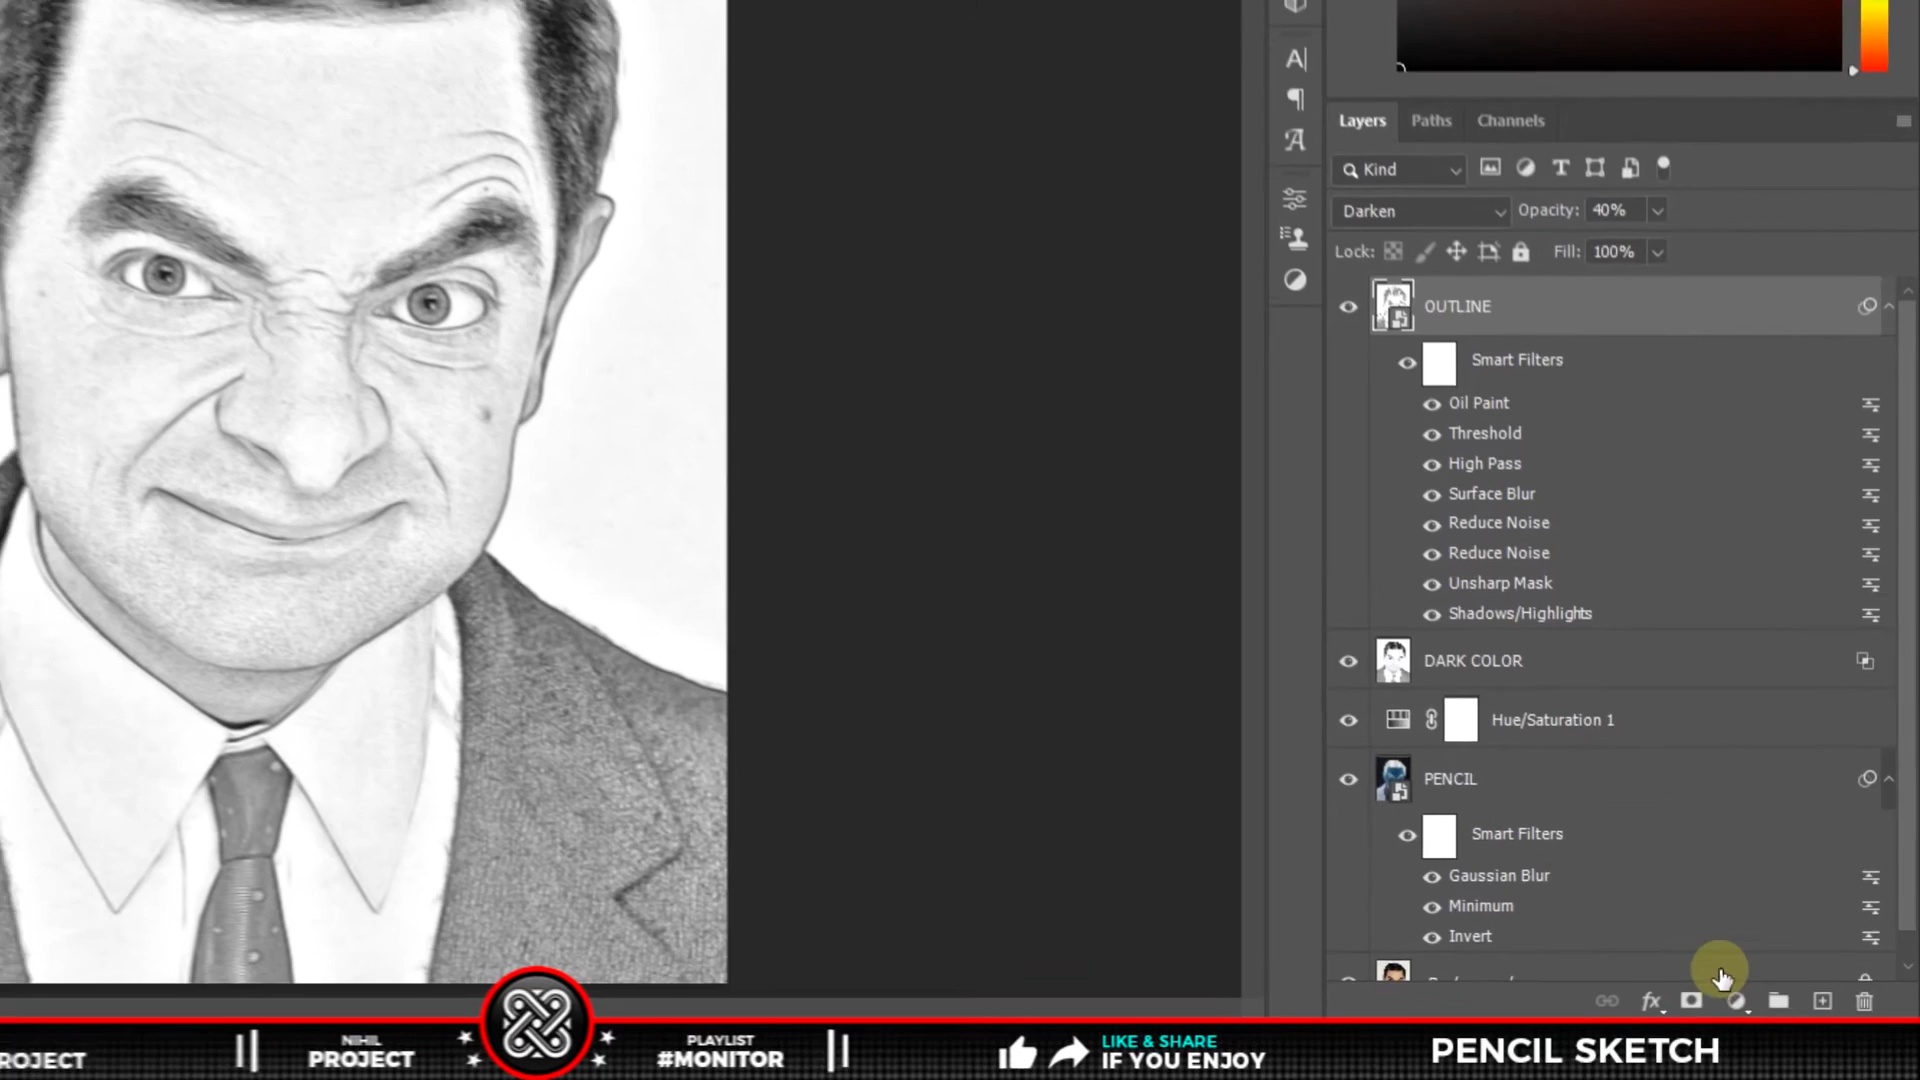 Layers Paths Channels
Kind
Darken Opacity: 40%
Lock: Fill: 100%
OUTLINE
Smart Filters
Oil Paint
Threshold
High Pass
Surface Blur
Reduce Noise
Reduce Noise
Unsharp Mask
Shadows/Highlights
DARK COLOR
Hue/Saturation 1
PENCIL
Smart Filters
Gaussian Blur
Minimum
Invert
fx
ROJECT
NIHIL
PROJECT
PLAYLIST
#MONITOR
LIKE & SHARE
IF YOU ENJOY
PENCIL SKETCH